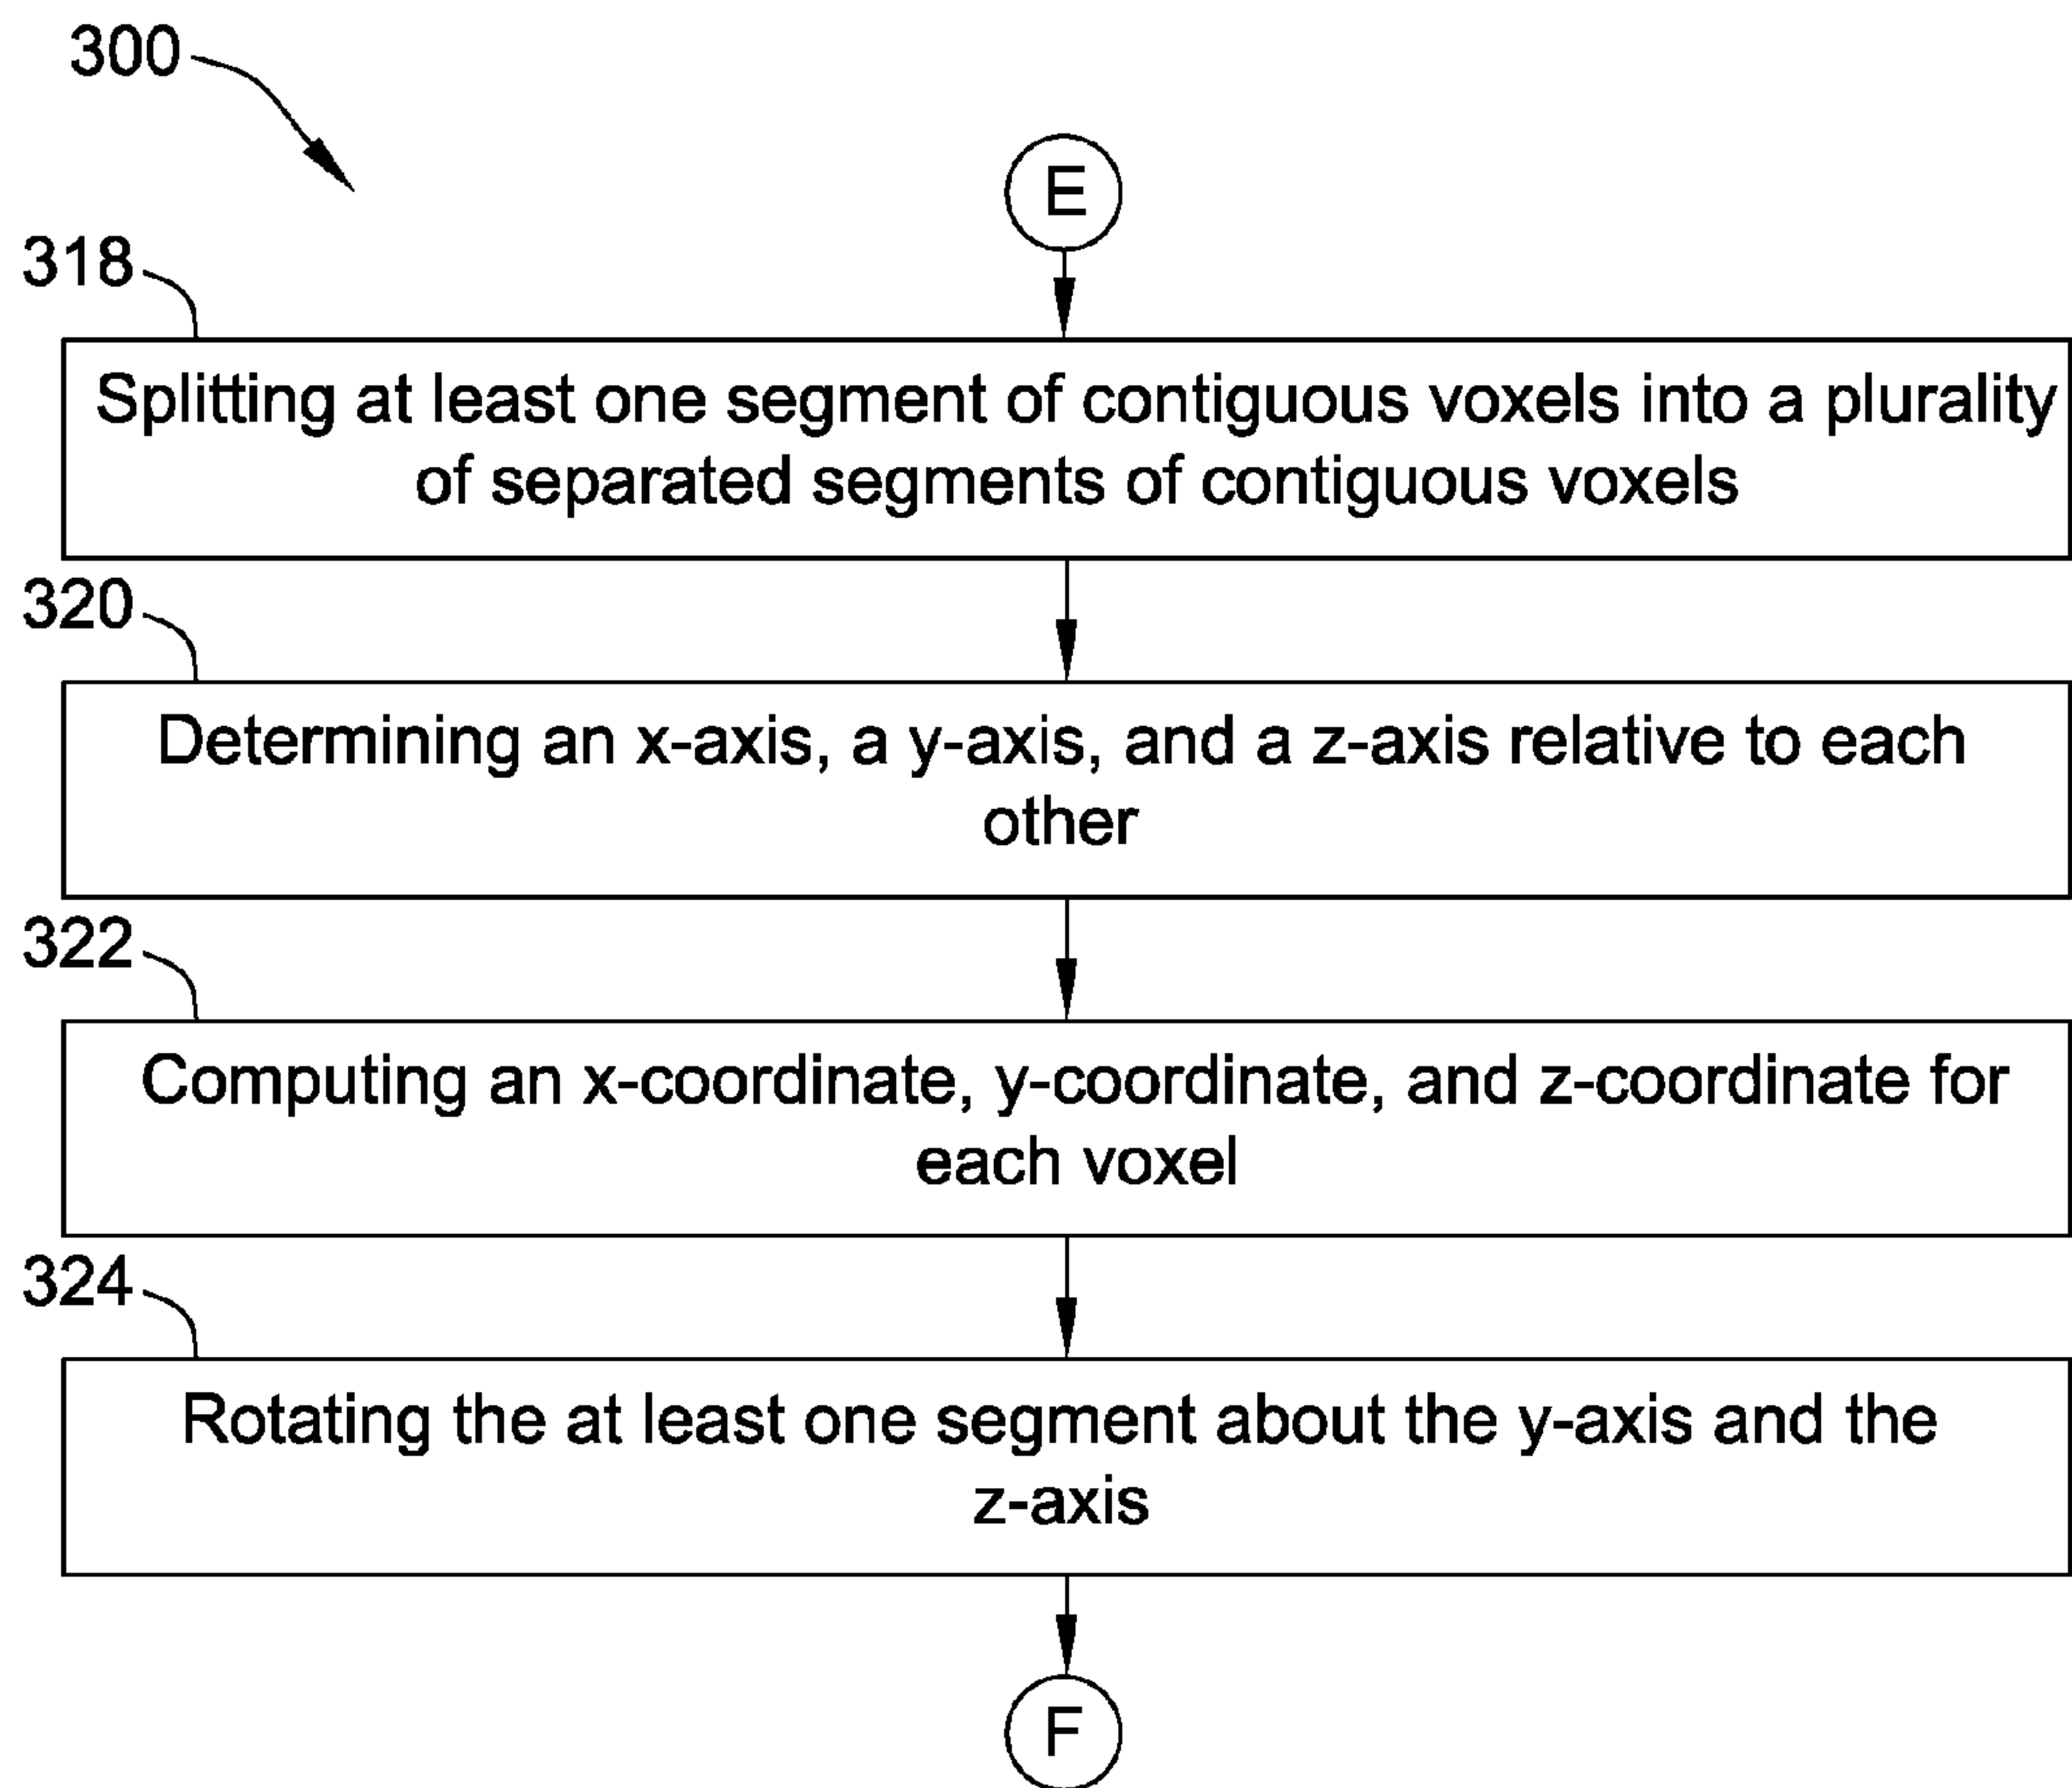 300
E
318
Splitting at least one segment of contiguous voxels into a plurality
of separated segments of contiguous voxels
320
Determining an x-axis, a y-axis, and a z-axis relative to each
other
322
Computing an x-coordinate, y-coordinate, and z-coordinate for
each voxel
324
Rotating the at least one segment about the y-axis and the
z-axis
F